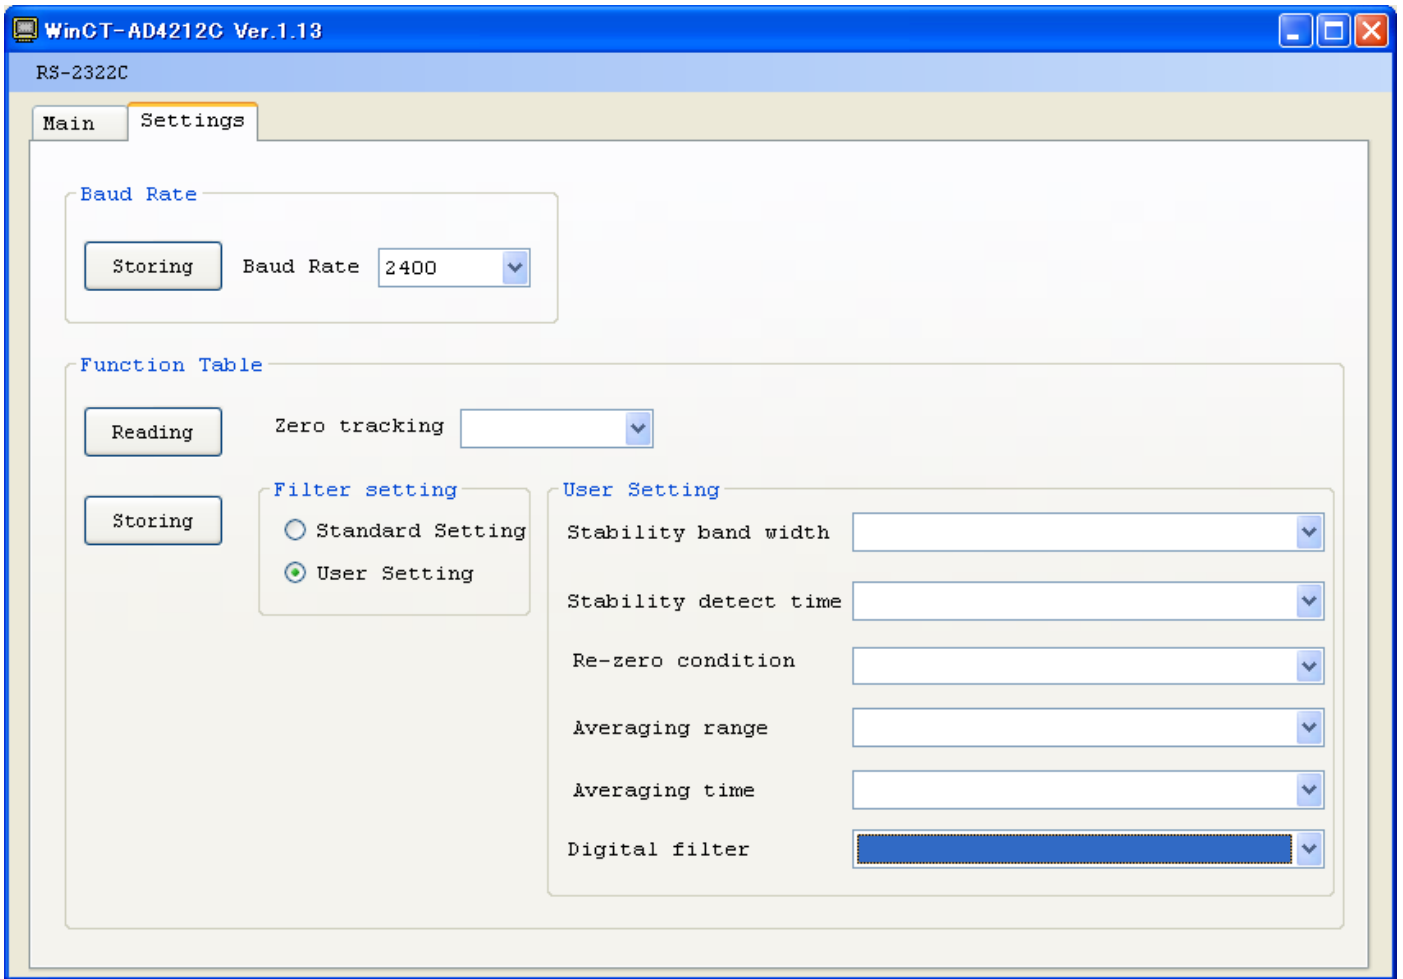 WinCT-AD4212C Ver.1.13
RS-2322C
Main
Settings
Baud Rate
Storing
Baud Rate
2400
Function Table
Reading
Zero tracking
Storing
Filter setting
Standard Setting
User Setting
User Setting
Stability band width
Stability detect time
Re-zero condition
Averaging range
Averaging time
Digital filter